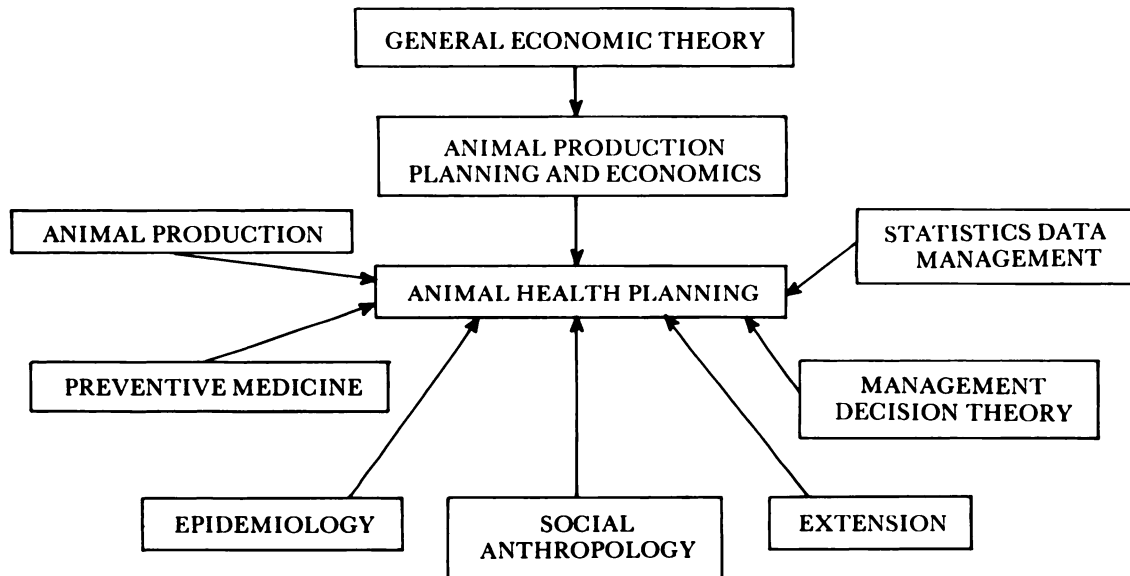 GENERAL ECONOMIC THEORY
ANIMAL PRODUCTION
PLANNING AND ECONOMICS
ANIMAL PRODUCTION
STATISTICS DATA
MANAGEMENT
ANIMAL HEALTH PLANNING
PREVENTIVE MEDICINE
MANAGEMENT
DECISION THEORY
EPIDEMIOLOGY
SOCIAL
ANTHROPOLOGY
EXTENSION